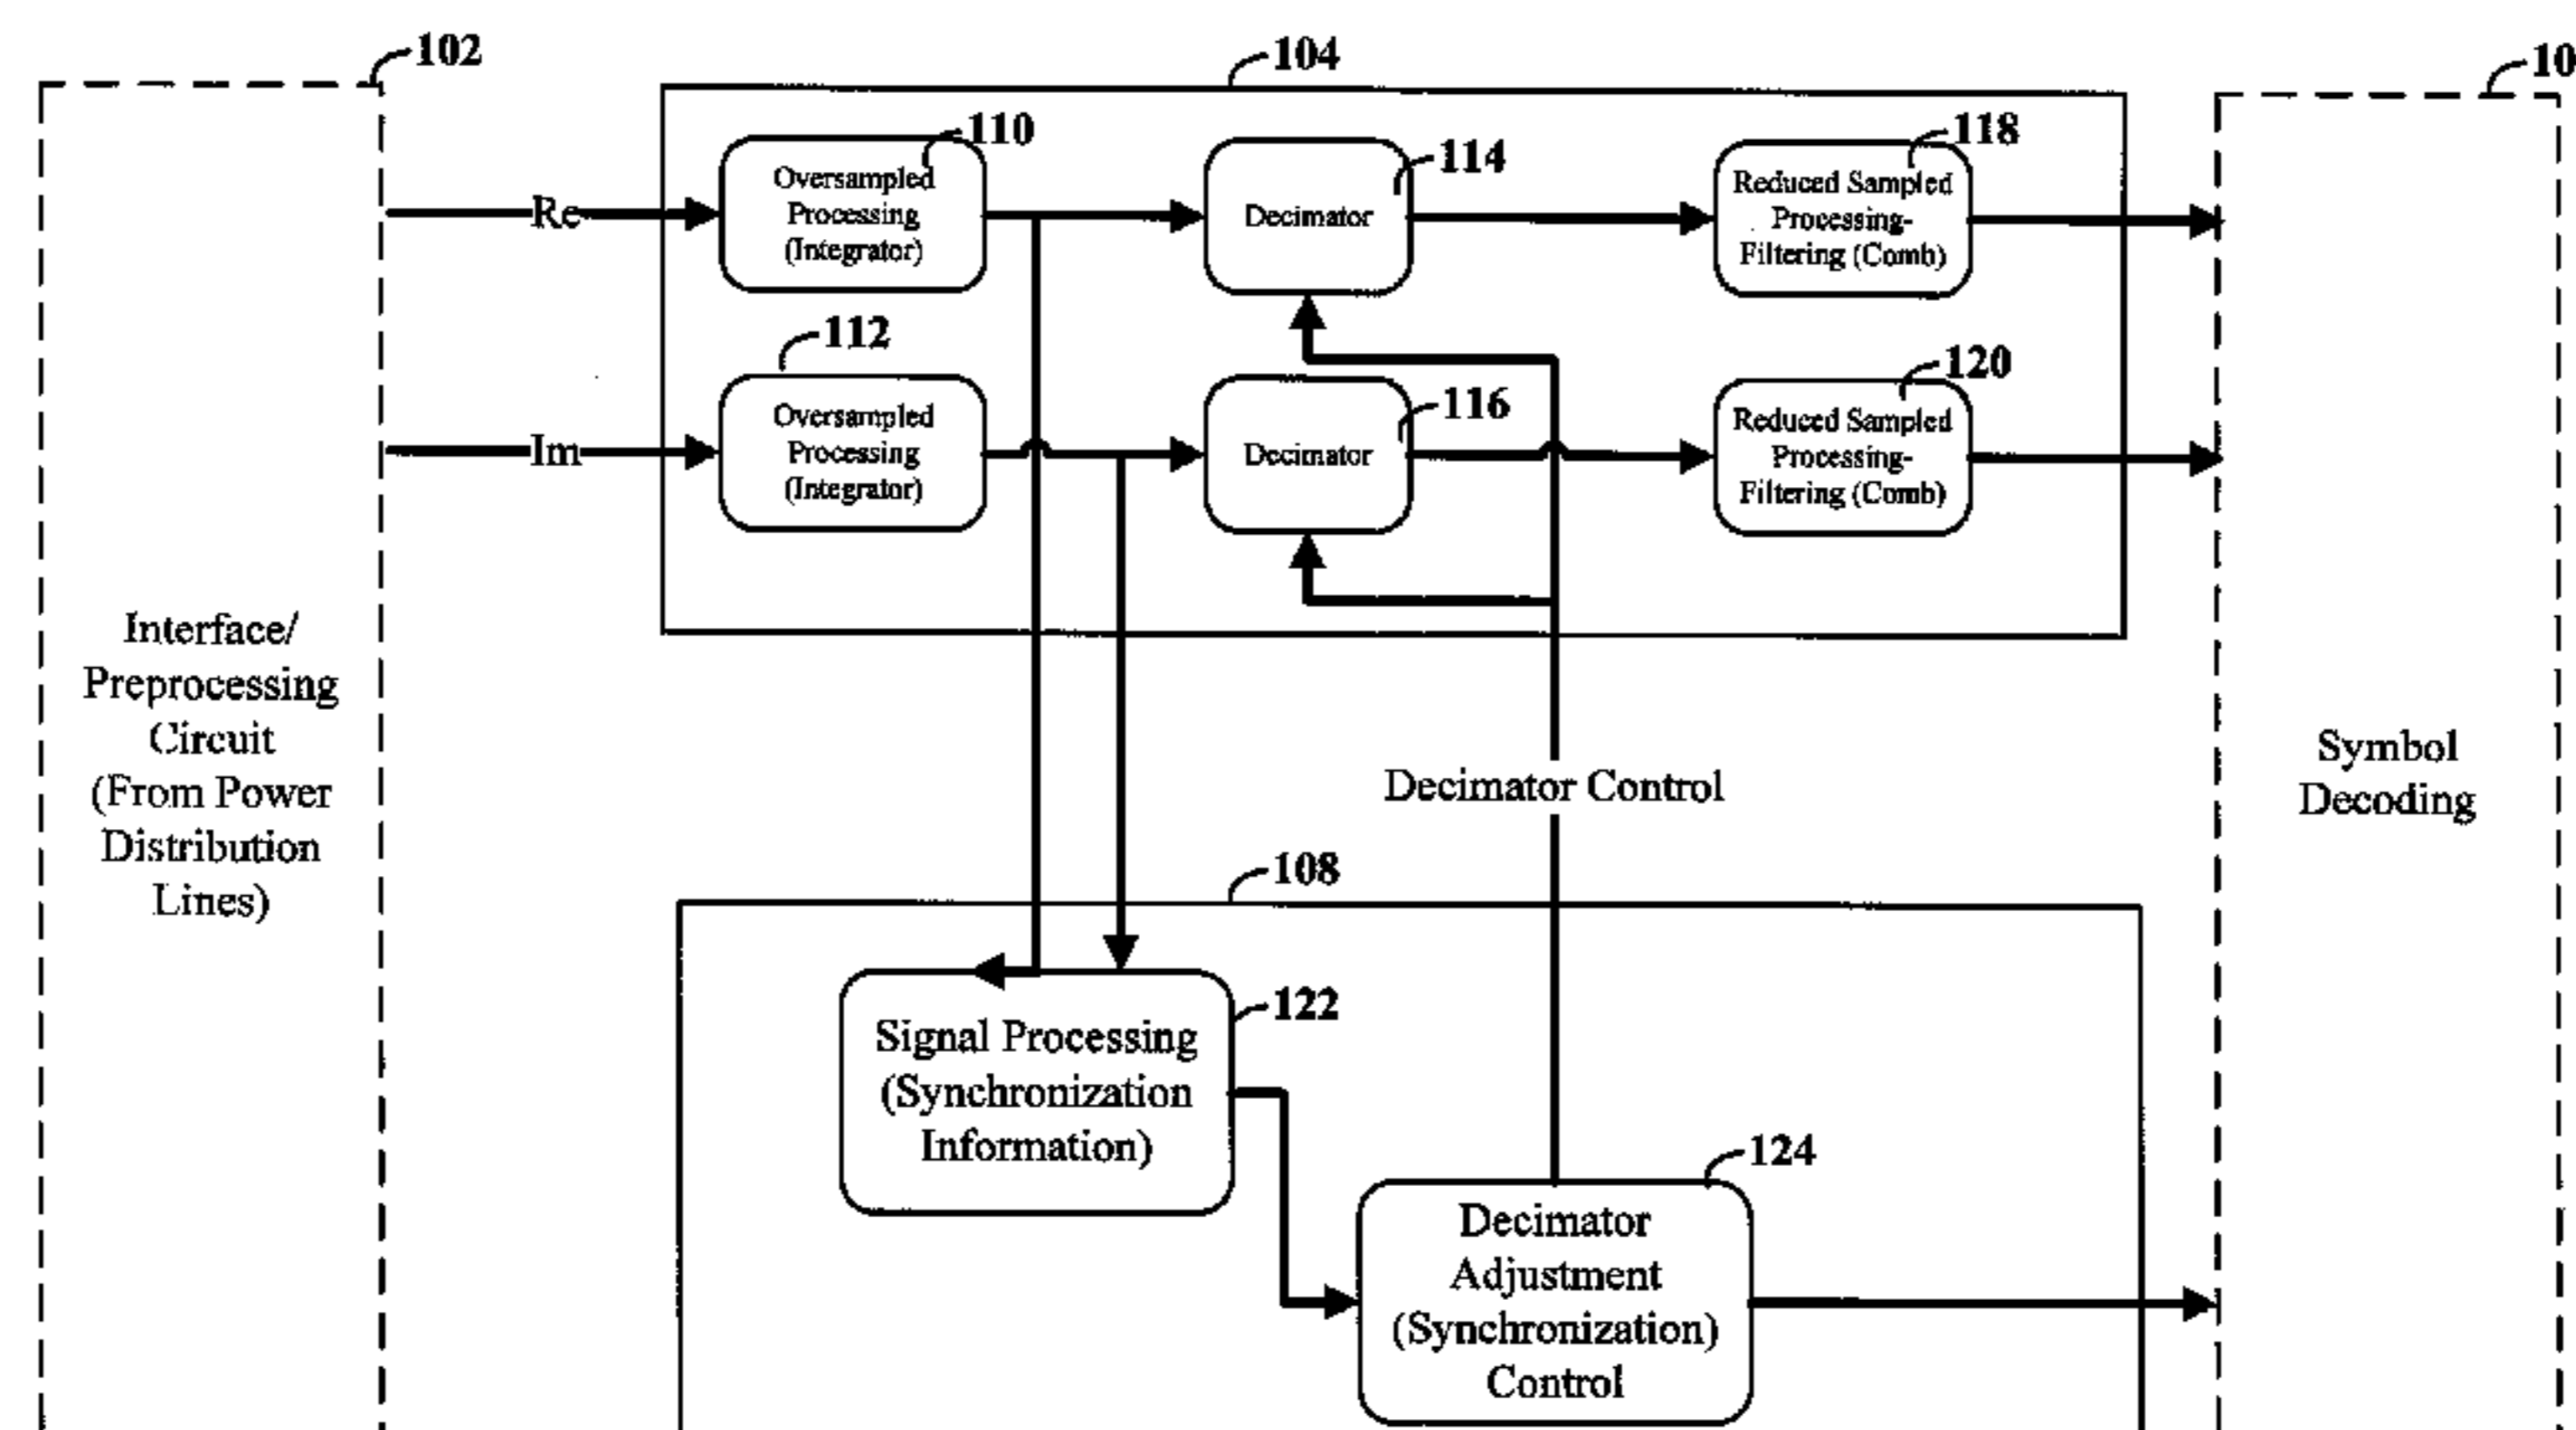 102
104
10
110
114
118
Oversampled
Processing
(Integrator)
Decimator
Reduced Sampled
Processing-
Filtering (Comb)
Re
112
116
120
Oversampled
Processing
(Integrator)
Decimator
Reduced Sampled
Processing-
Filtering (Comb)
Im
Interface/
Preprocessing
Circuit
(From Power
Distribution
Lines)
Symbol
Decoding
Decimator Control
108
122
Signal Processing
(Synchronization
Information)
124
Decimator
Adjustment
(Synchronization)
Control